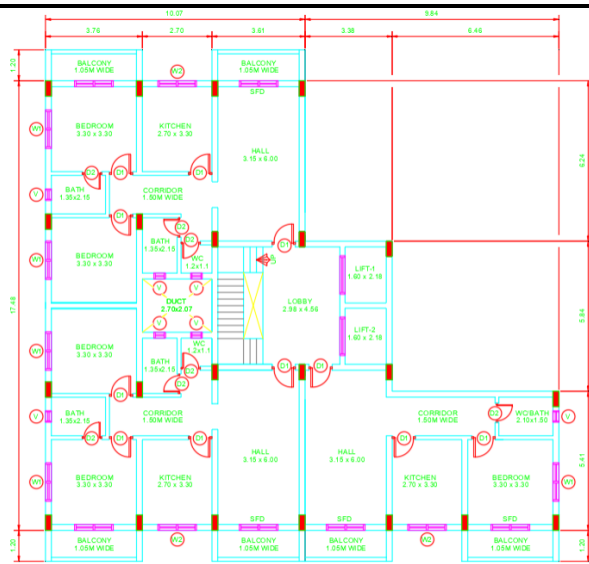 10.07
9.64
3.76
2.70
3.61
3.38
6.46
1.20
BALCONY
1.05M WIDE
BALCONY
1.05M WIDE
W2
SFD
W1
BEDROOM
3.30 x 3.30
KITCHEN
2.70 x 3.30
HALL
3.15 x 6.00
9.24
D2
D1
D1
V
BATH
1.35x2.15
CORRIDOR
1.50M WIDE
D1
D2
D2
D1
W1
BEDROOM
3.30 x 3.30
BATH
1.35x2.15
WC
1.2x1.1
LIFT-1
1.60 x 2.18
V
V
DUCT
2.70x2.07
LOBBY
2.96 x 4.56
17.48
5.84
V
V
LIFT-2
1.60 x 2.18
W1
BEDROOM
3.30 x 3.30
BATH
1.35x2.15
WC
1.2x1.1
D2
D2
D1
D1
D1
V
BATH
1.35x2.15
CORRIDOR
1.50M WIDE
CORRIDOR
1.50M WIDE
D2
WC BATH
2.10x1.50
V
D2
D1
D1
D1
D1
HALL
3.15 x 6.00
HALL
3.15 x 6.00
5.41
W1
BEDROOM
3.30 x 3.30
KITCHEN
2.70 x 3.30
KITCHEN
2.70 x 3.30
BEDROOM
3.30 x 3.30
W1
SFD
SFD
SFD
1.20
BALCONY
1.05M WIDE
W2
BALCONY
1.05M WIDE
BALCONY
1.05M WIDE
W2
BALCONY
1.05M WIDE
1.20